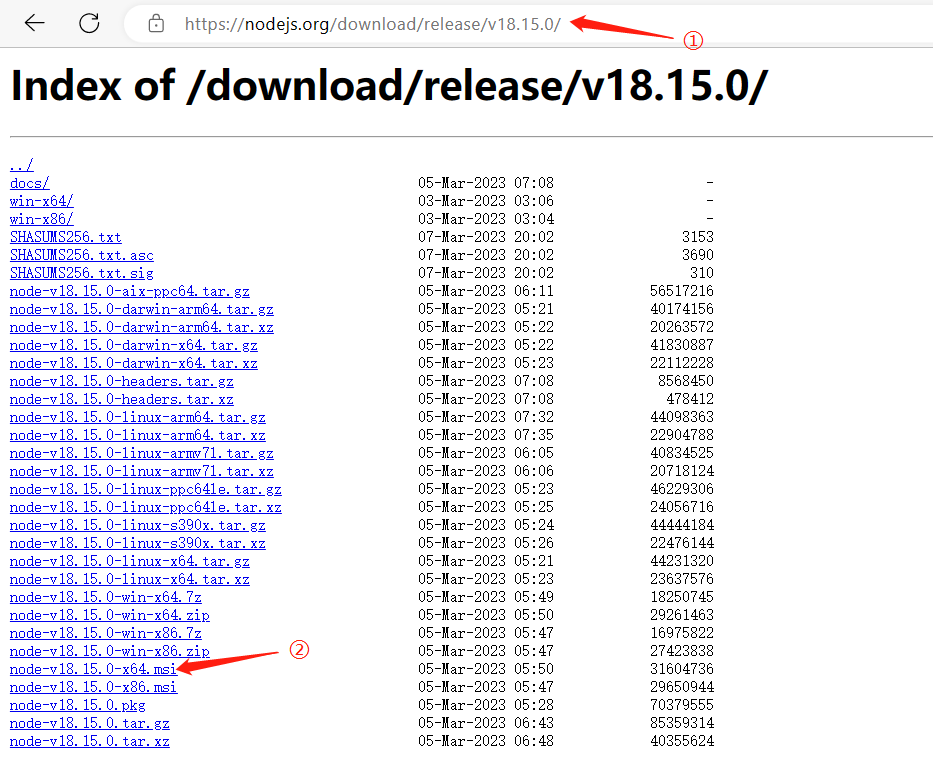 https://nodejs.org/download/release/v18.15.0/
①
Index of /download/release/v18.15.0/
../
docs/ 05-Mar-2023 07:08 -
win-x64/ 03-Mar-2023 03:06 -
win-x86/ 03-Mar-2023 03:04 -
SHASUMS256.txt 07-Mar-2023 20:02 3153
SHASUMS256.txt.asc 07-Mar-2023 20:02 3690
SHASUMS256.txt.sig 07-Mar-2023 20:02 310
node-v18.15.0-aix-ppc64.tar.gz 05-Mar-2023 06:11 56517216
node-v18.15.0-darwin-arm64.tar.gz 05-Mar-2023 05:21 40174156
node-v18.15.0-darwin-arm64.tar.xz 05-Mar-2023 05:22 20263572
node-v18.15.0-darwin-x64.tar.gz 05-Mar-2023 05:22 41830887
node-v18.15.0-darwin-x64.tar.xz 05-Mar-2023 05:23 22112228
node-v18.15.0-headers.tar.gz 05-Mar-2023 07:08 8568450
node-v18.15.0-headers.tar.xz 05-Mar-2023 07:08 478412
node-v18.15.0-linux-arm64.tar.gz 05-Mar-2023 07:32 44098363
node-v18.15.0-linux-arm64.tar.xz 05-Mar-2023 07:35 22904788
node-v18.15.0-linux-armv7l.tar.gz 05-Mar-2023 06:05 40834525
node-v18.15.0-linux-armv7l.tar.xz 05-Mar-2023 06:06 20718124
node-v18.15.0-linux-ppc64le.tar.gz 05-Mar-2023 05:23 46229306
node-v18.15.0-linux-ppc64le.tar.xz 05-Mar-2023 05:25 24056716
node-v18.15.0-linux-s390x.tar.gz 05-Mar-2023 05:24 44444184
node-v18.15.0-linux-s390x.tar.xz 05-Mar-2023 05:26 22476144
node-v18.15.0-linux-x64.tar.gz 05-Mar-2023 05:21 44231320
node-v18.15.0-linux-x64.tar.xz 05-Mar-2023 05:23 23637576
node-v18.15.0-win-x64.7z 05-Mar-2023 05:49 18250745
node-v18.15.0-win-x64.zip 05-Mar-2023 05:50 29261463
node-v18.15.0-win-x86.7z 05-Mar-2023 05:47 16975822
node-v18.15.0-win-x86.zip 05-Mar-2023 05:47 27423838
②
node-v18.15.0-x64.msi 05-Mar-2023 05:50 31604736
node-v18.15.0-x86.msi 05-Mar-2023 05:47 29650944
node-v18.15.0.pkg 05-Mar-2023 05:28 70379555
node-v18.15.0.tar.gz 05-Mar-2023 06:43 85359314
node-v18.15.0.tar.xz 05-Mar-2023 06:48 40355624